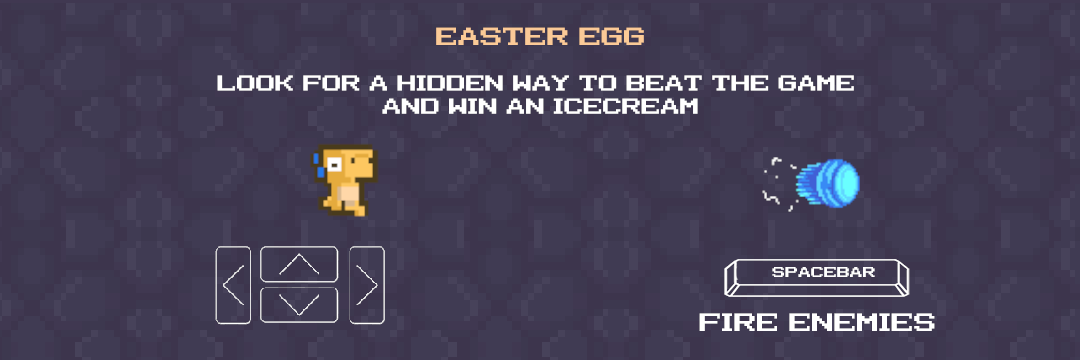 EASTER EGG
LOOK FOR A HIDDEN WAY TO BEAT THE GAME
AND WIN AN ICECREAM
SPACEBAR
FIRE ENEMIES